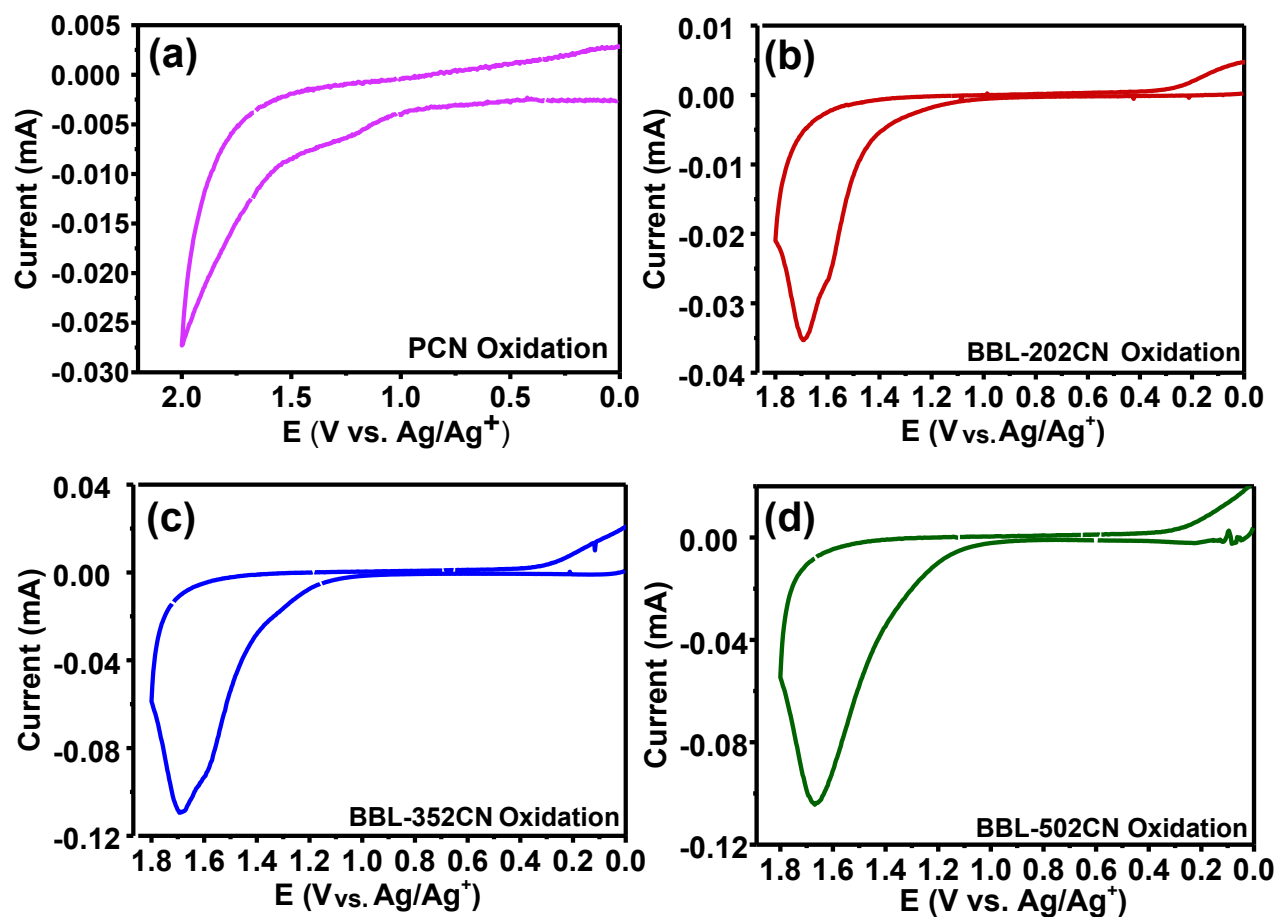 (a)
0.005
0.000
-0.005
-0.010
-0.015
-0.020
-0.025
-0.030
Current (mA)
PCN Oxidation
2.0 1.5 1.0 0.5 0.0
E (V vs. Ag/Ag+)
(b)
0.01
0.00
-0.01
-0.02
-0.03
-0.04
Current (mA)
BBL-202CN Oxidation
1.8 1.6 1.4 1.2 1.0 0.8 0.6 0.4 0.2 0.0
E (V vs. Ag/Ag+)
(c)
0.04
0.00
-0.04
-0.08
-0.12
Current (mA)
BBL-352CN Oxidation
1.8 1.6 1.4 1.2 1.0 0.8 0.6 0.4 0.2 0.0
E (V vs. Ag/Ag+)
(d)
0.00
-0.04
-0.08
-0.12
Current (mA)
BBL-502CN Oxidation
1.8 1.6 1.4 1.2 1.0 0.8 0.6 0.4 0.2 0.0
E (V vs. Ag/Ag+)